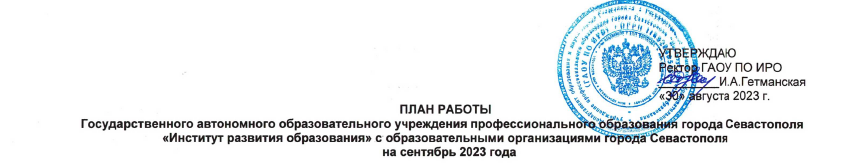 УТВЕРЖДАЮ
Ректор ГАОУ ПО ИРО
И.А.Гетманская
«30» августа 2023 г.
ПЛАН РАБОТЫ
Государственного автономного образовательного учреждения профессионального образования города Севастополя
«Институт развития образования» с образовательными организациями города Севастополя
на сентябрь 2023 года